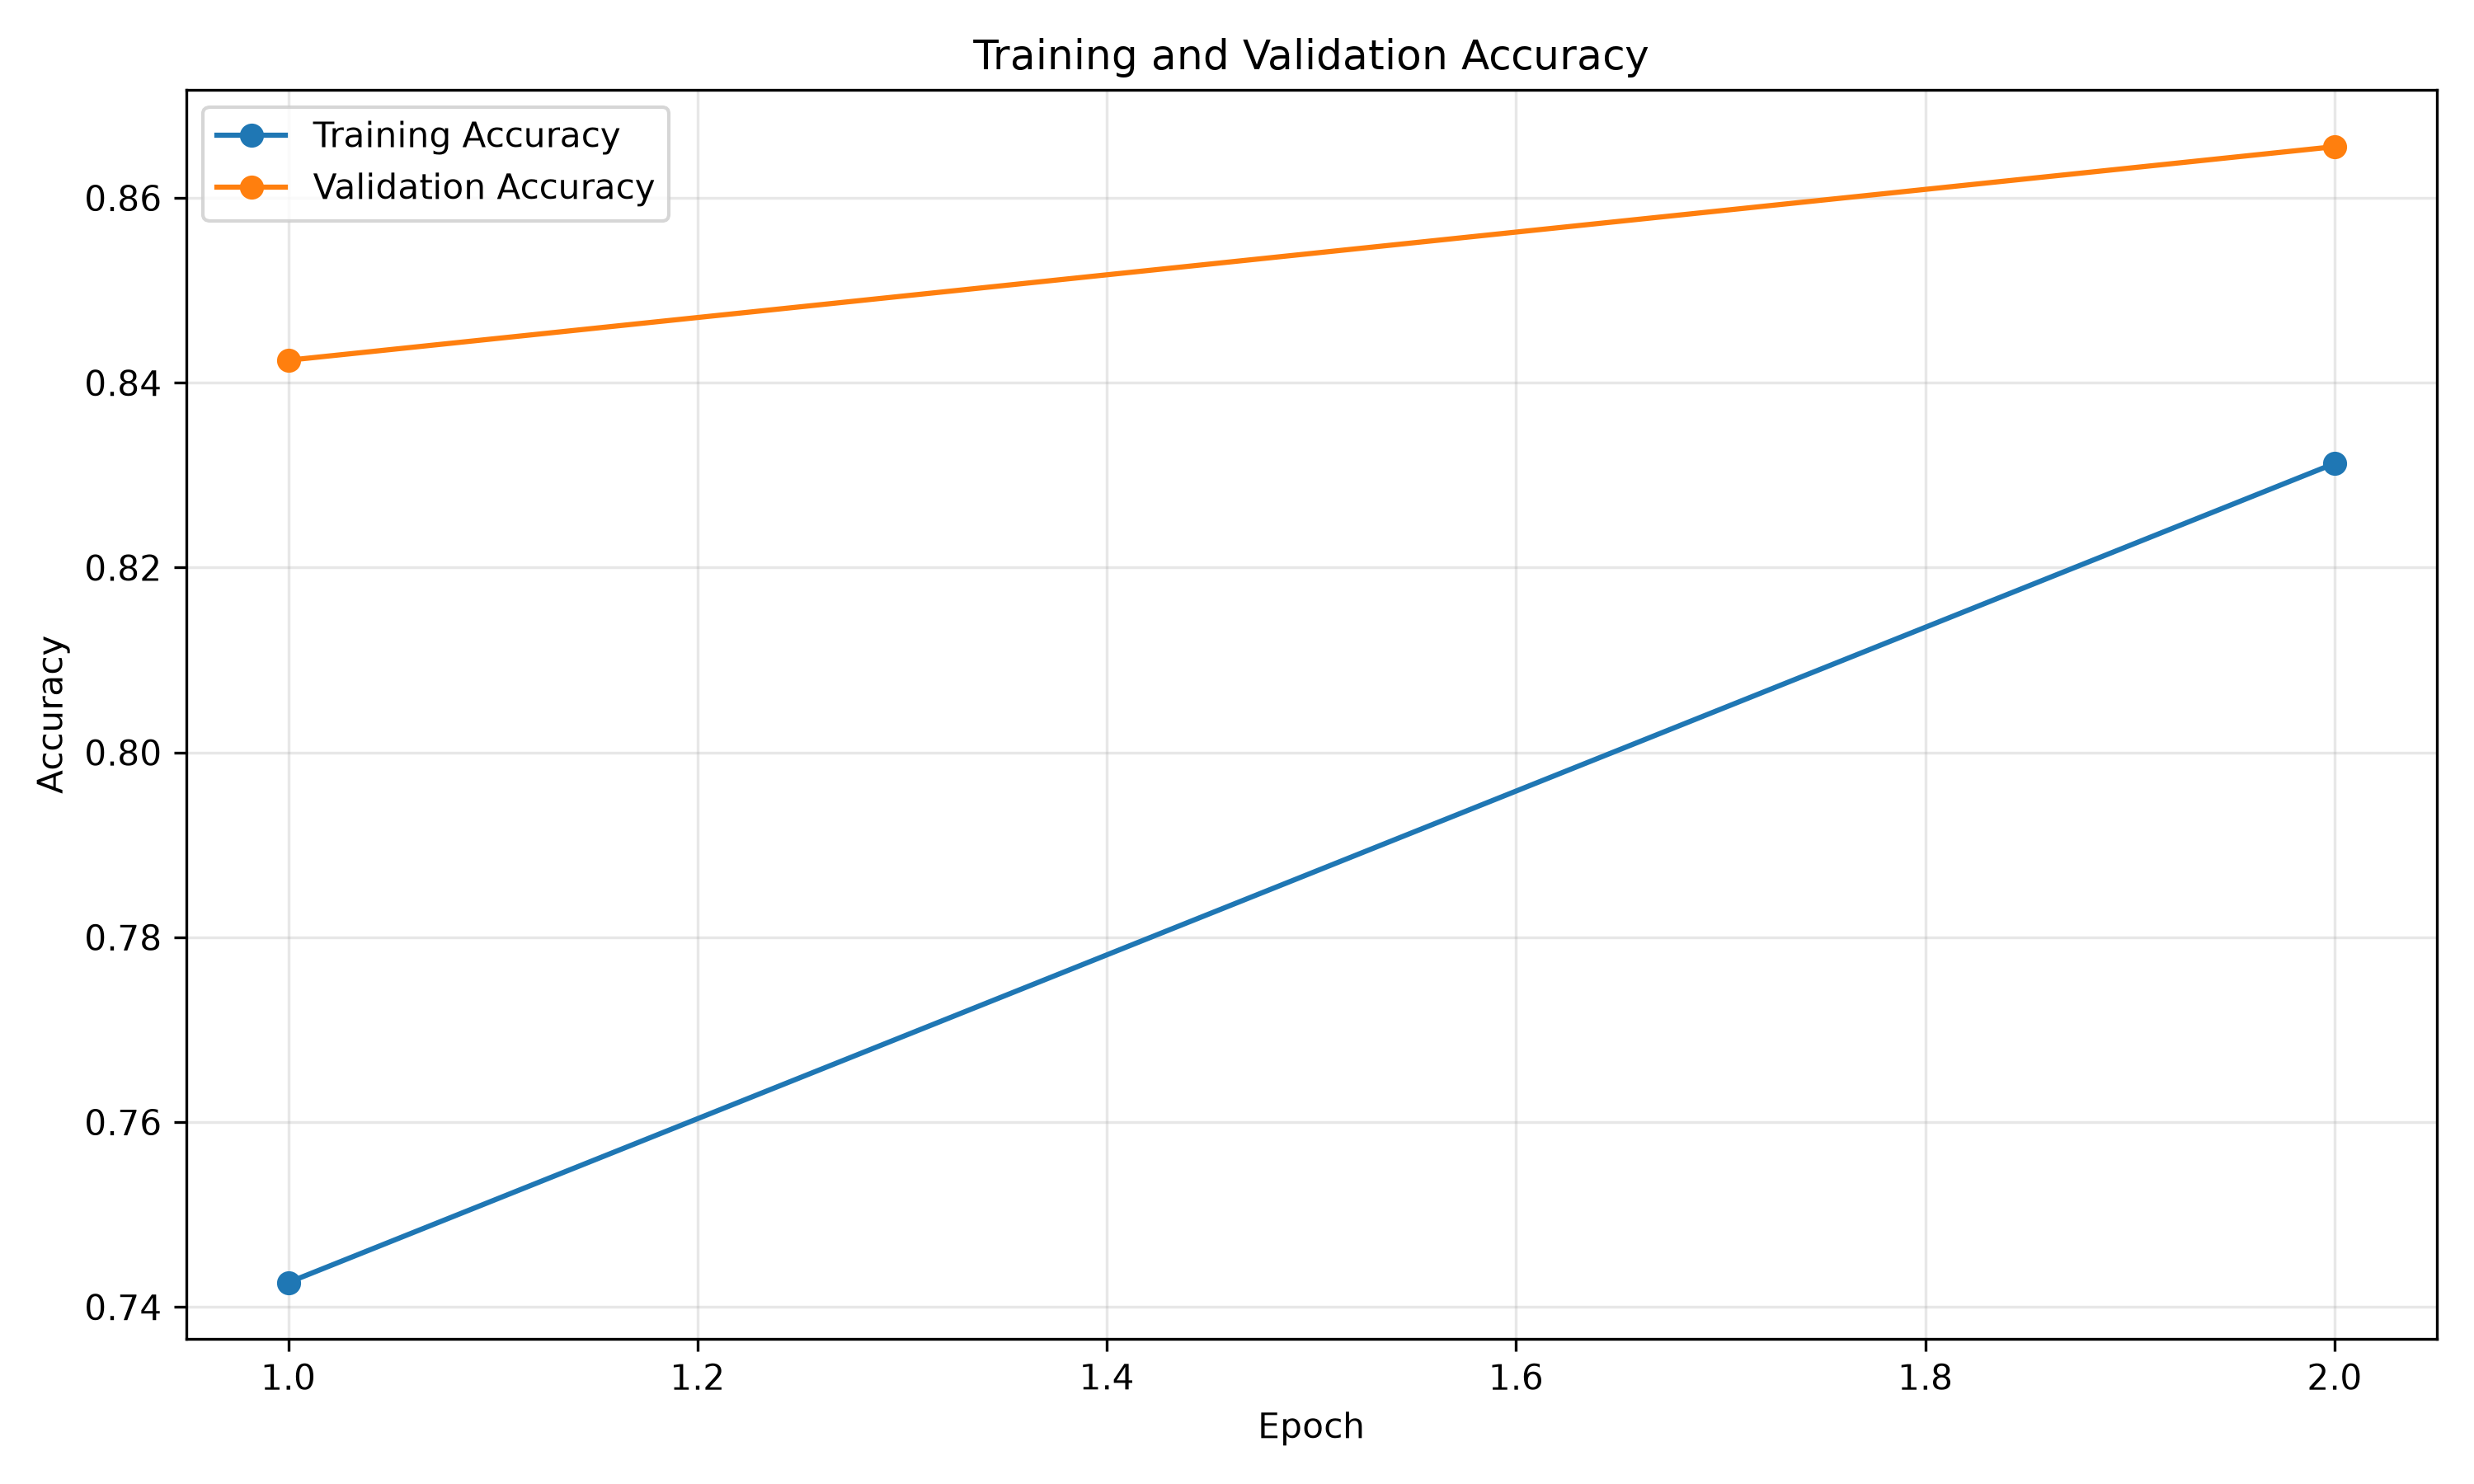 Training and Validation Accuracy
Training Accuracy
Validation Accuracy
0.86
0.84
0.82
0.80
0.78
0.76
0.74
Accuracy
1.0 1.2 1.4 1.6 1.8 2.0
Epoch